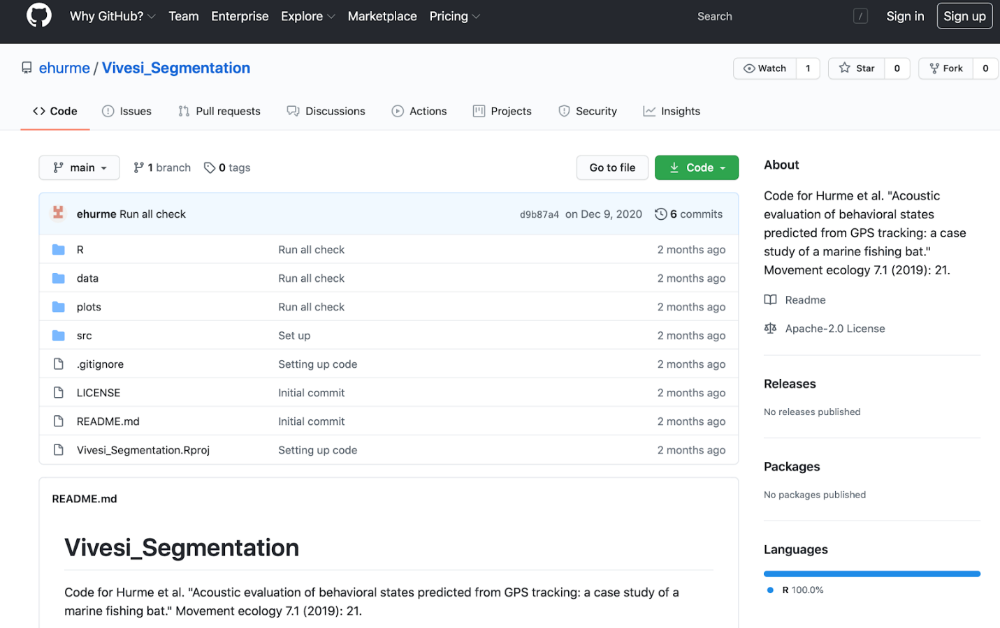 Why GitHub? Team Enterprise Explore Marketplace Pricing Search / Sign in Sign up
ehurme / Vivesi_Segmentation Watch 1 Star 0 Fork 0
Code Issues Pull requests Discussions Actions Projects Security Insights
main 1 branch 0 tags Go to file Code
ehurme Run all check d9b87a4 on Dec 9, 2020 6 commits
R Run all check 2 months ago
data Run all check 2 months ago
plots Run all check 2 months ago
src Set up 2 months ago
.gitignore Setting up code 2 months ago
LICENSE Initial commit 2 months ago
README.md Initial commit 2 months ago
Vivesi_Segmentation.Rproj Setting up code 2 months ago
README.md
Vivesi_Segmentation
Code for Hurme et al. "Acoustic evaluation of behavioral states predicted from GPS tracking: a case study of a
marine fishing bat." Movement ecology 7.1 (2019): 21.
About
Code for Hurme et al. "Acoustic
evaluation of behavioral states
predicted from GPS tracking: a case
study of a marine fishing bat."
Movement ecology 7.1 (2019): 21.
Readme
Apache-2.0 License
Releases
No releases published
Packages
No packages published
Languages
R 100.0%